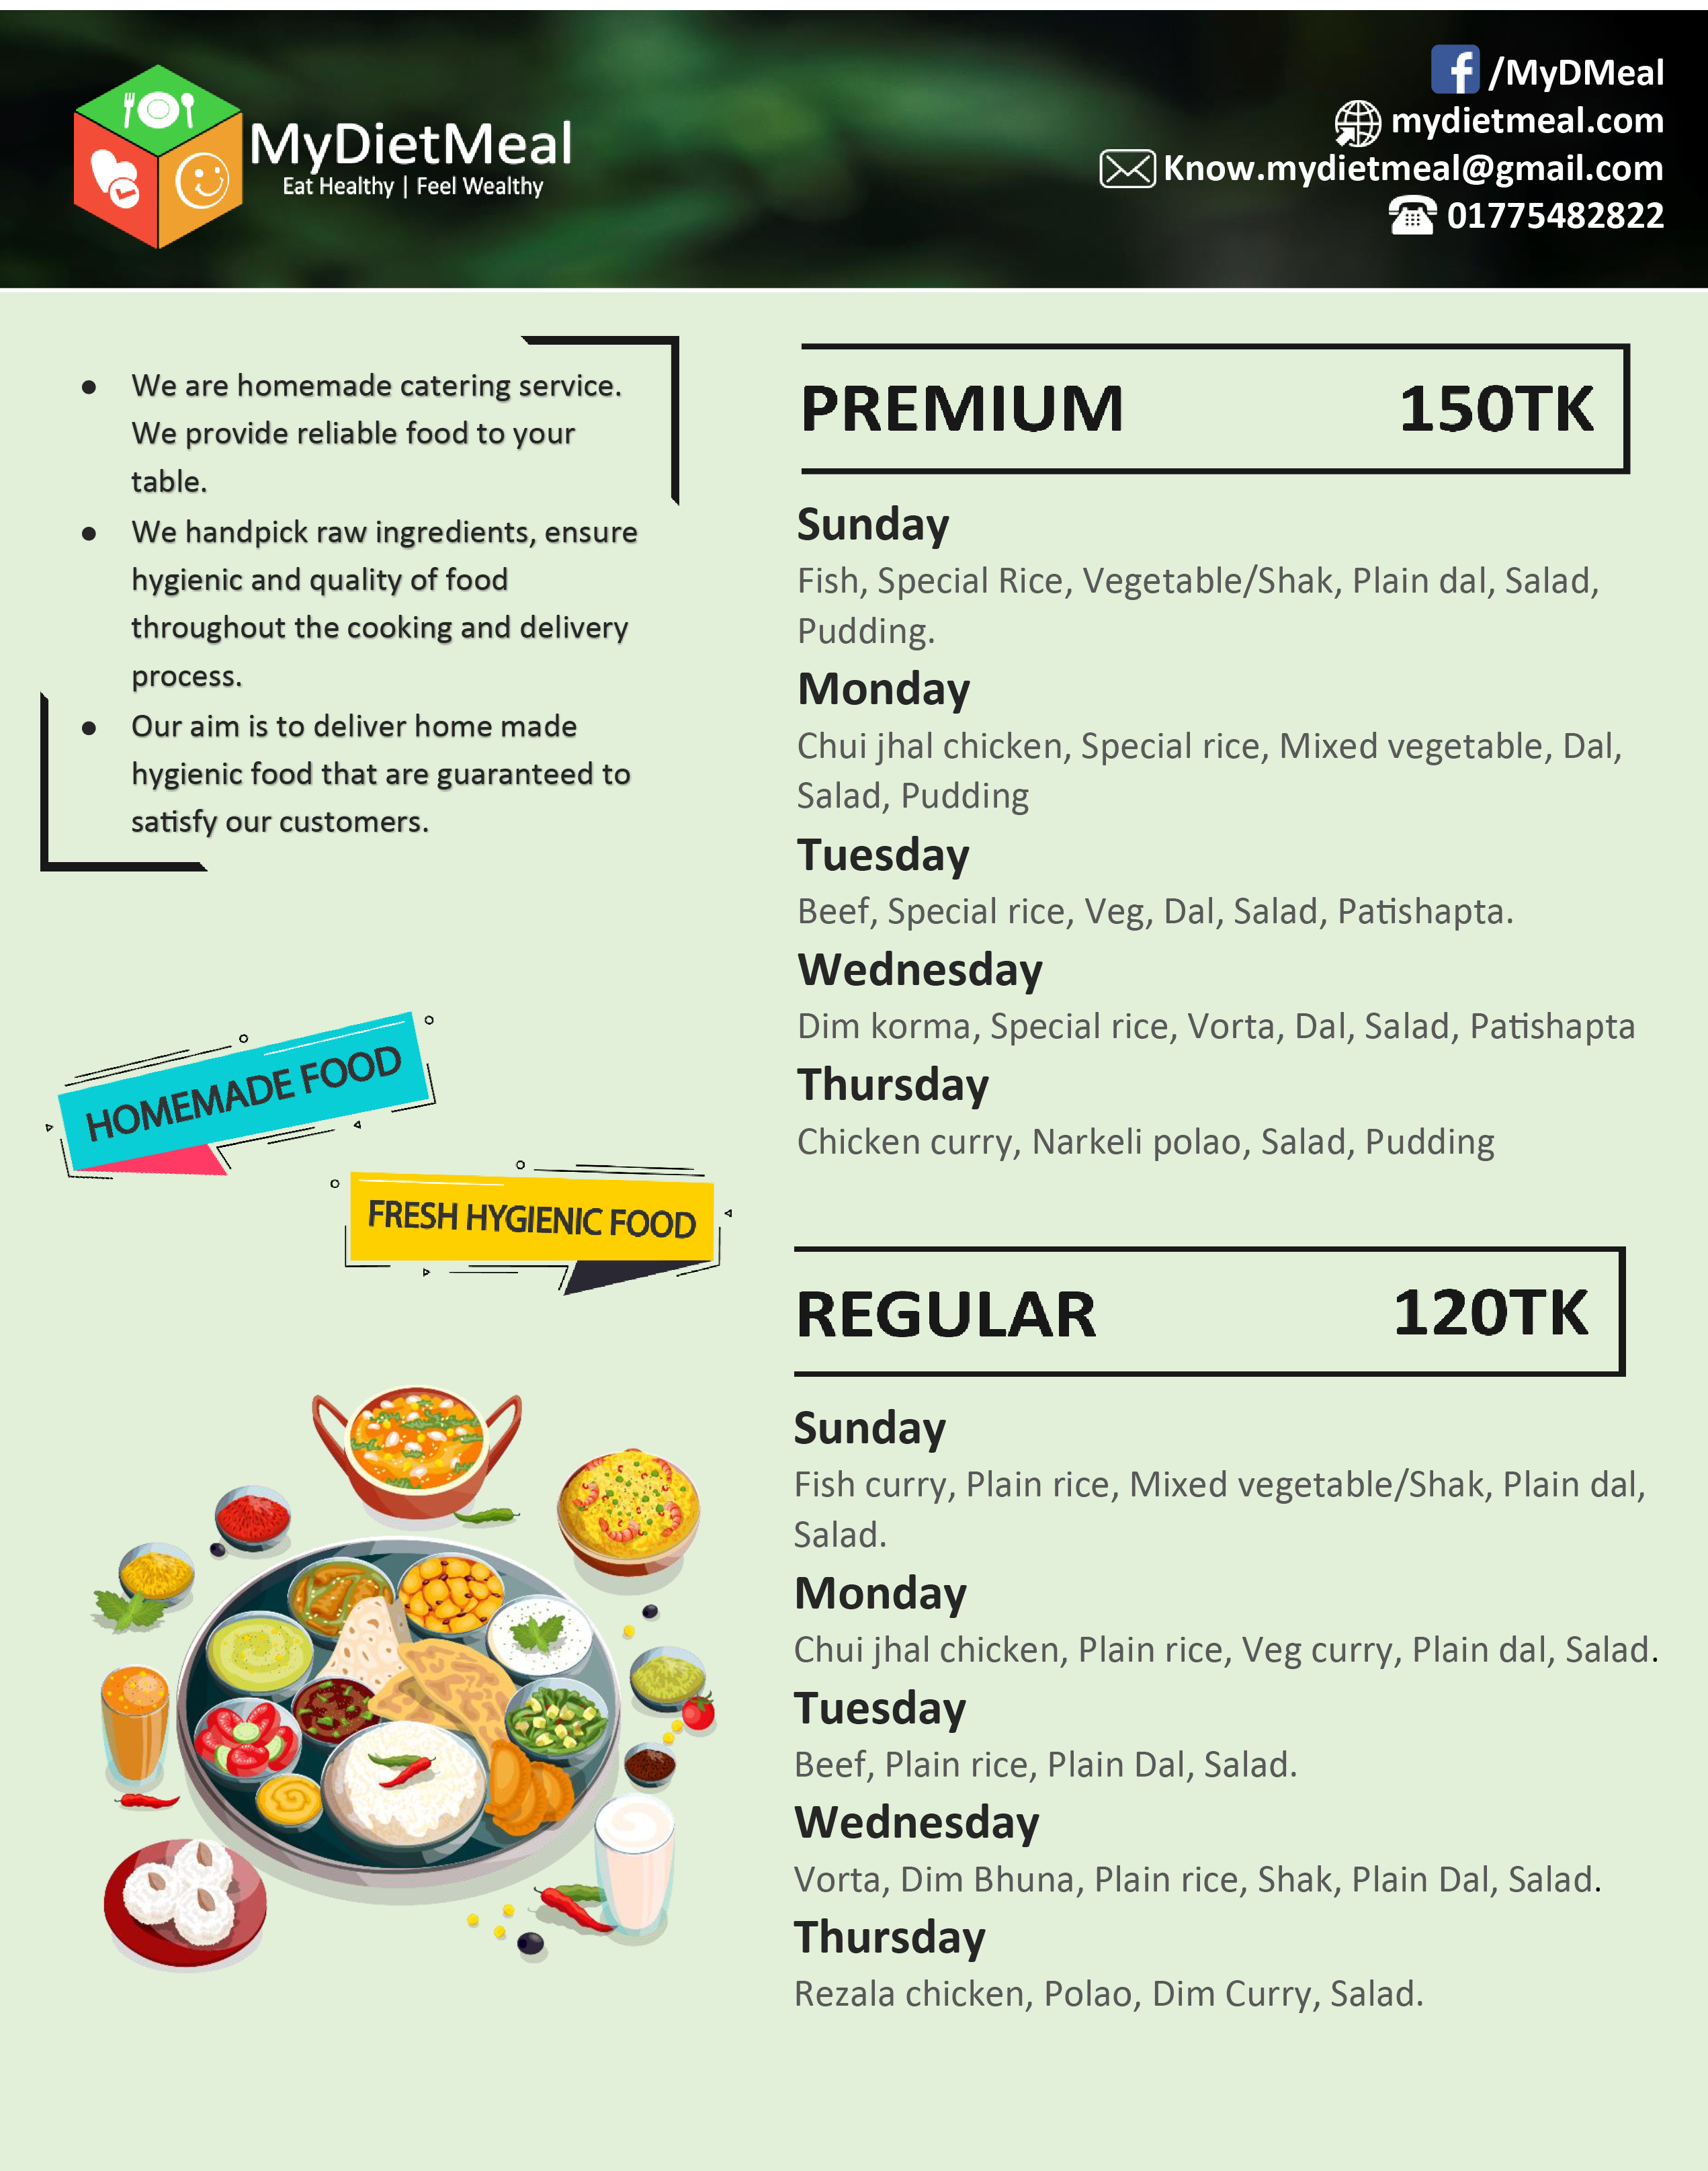 MyDietMeal
Eat Healthy | Feel Wealthy
/MyDMeal
mydietmeal.com
Know.mydietmeal@gmail.com
01775482822
● We are homemade catering service.
We provide reliable food to your
table.
● We handpick raw ingredients, ensure
hygienic and quality of food
throughout the cooking and delivery
process.
● Our aim is to deliver home made
hygienic food that are guaranteed to
satisfy our customers.
HOMEMADE FOOD
FRESH HYGIENIC FOOD
PREMIUM 150TK
Sunday
Fish, Special Rice, Vegetable/Shak, Plain dal, Salad,
Pudding.
Monday
Chui jhal chicken, Special rice, Mixed vegetable, Dal,
Salad, Pudding
Tuesday
Beef, Special rice, Veg, Dal, Salad, Patishapta.
Wednesday
Dim korma, Special rice, Vorta, Dal, Salad, Patishapta
Thursday
Chicken curry, Narkeli polao, Salad, Pudding
REGULAR 120TK
Sunday
Fish curry, Plain rice, Mixed vegetable/Shak, Plain dal,
Salad.
Monday
Chui jhal chicken, Plain rice, Veg curry, Plain dal, Salad.
Tuesday
Beef, Plain rice, Plain Dal, Salad.
Wednesday
Vorta, Dim Bhuna, Plain rice, Shak, Plain Dal, Salad.
Thursday
Rezala chicken, Polao, Dim Curry, Salad.